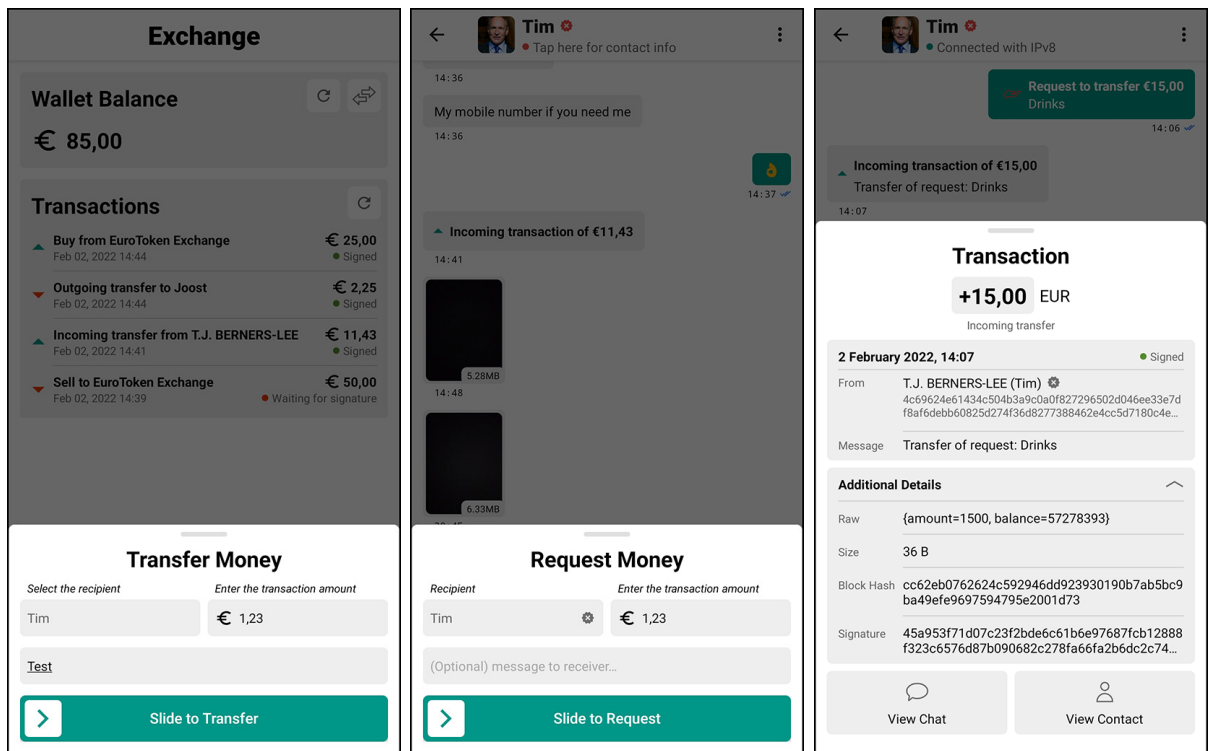 Exchange
Wallet Balance
€ 85,00
Transactions
Buy from EuroToken Exchange € 25,00
Feb 02, 2022 14:44 Signed
Outgoing transfer to Joost € 2,25
Feb 02, 2022 14:44 Signed
Incoming transfer from T.J. BERNERS-LEE € 11,43
Feb 02, 2022 14:41 Signed
Sell to EuroToken Exchange € 50,00
Feb 02, 2022 14:39 Waiting for signature
Transfer Money
Select the recipient Enter the transaction amount
Tim € 1,23
Test
Slide to Transfer
Tim
Tap here for contact info
14:36
My mobile number if you need me
14:36
14:37
Incoming transaction of €11,43
14:41
5.28MB
14:48
6.33MB
Request Money
Recipient Enter the transaction amount
Tim € 1,23
(Optional) message to receiver...
Slide to Request
Tim
Connected with IPv8
Request to transfer €15,00
Drinks
14:06
Incoming transaction of €15,00
Transfer of request: Drinks
14:07
Transaction
+15,00 EUR
Incoming transfer
2 February 2022, 14:07 Signed
From T.J. BERNERS-LEE (Tim)
4c69624e61434c504b3a9c0a0f827296502d046ee33e7d
f8af6debb60825d274f36d8277388462e4cc5d7180c4e...
Message Transfer of request: Drinks
Additional Details
Raw {amount=1500, balance=57278393}
Size 36 B
Block Hash cc62eb0762624c592946dd923930190b7ab5bc9
ba49efe9697594795e2001d73
Signature 45a953f71d07c23f2bde6c61b6e97687fcb12888
f323c6576d87b090682c278fa66fa2b6dc2c74...
View Chat View Contact